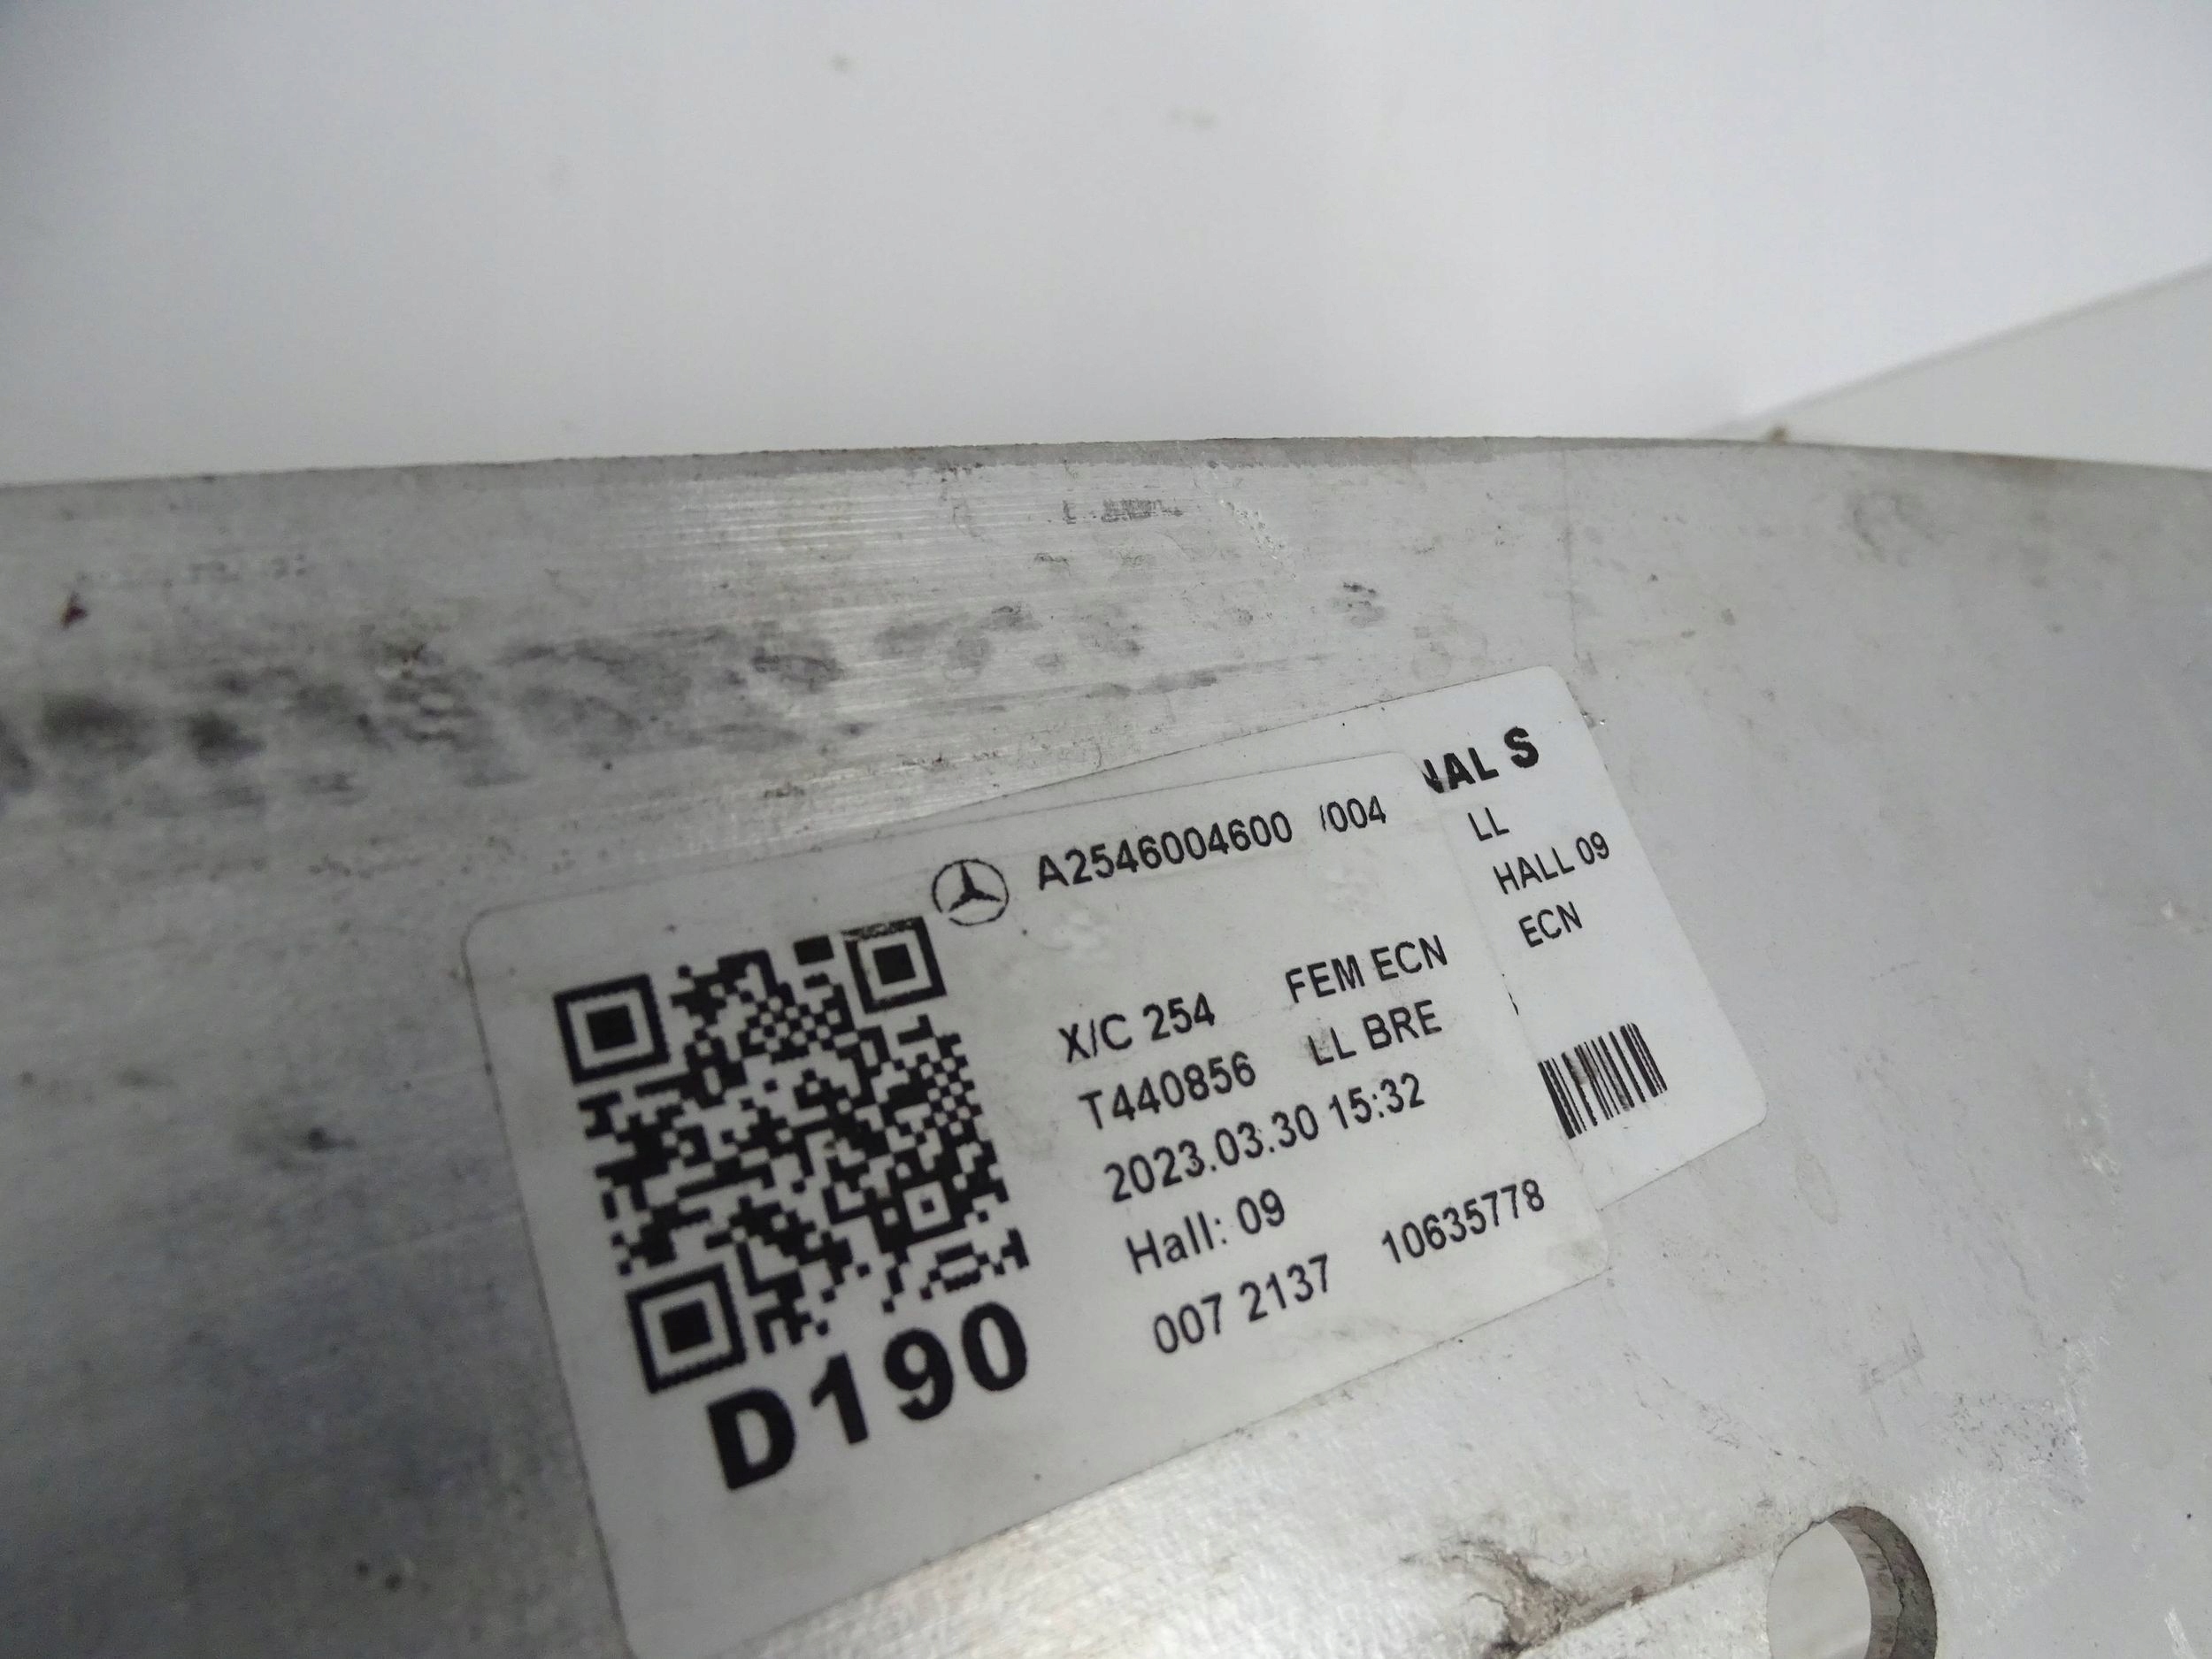 A2546004600 /004
X/C 254 FEM ECN
T440856 LL BRE
2023.03.30 15:32
Hall: 09
007 2137 10635778
D190
NAL S
LL
HALL 09
ECN